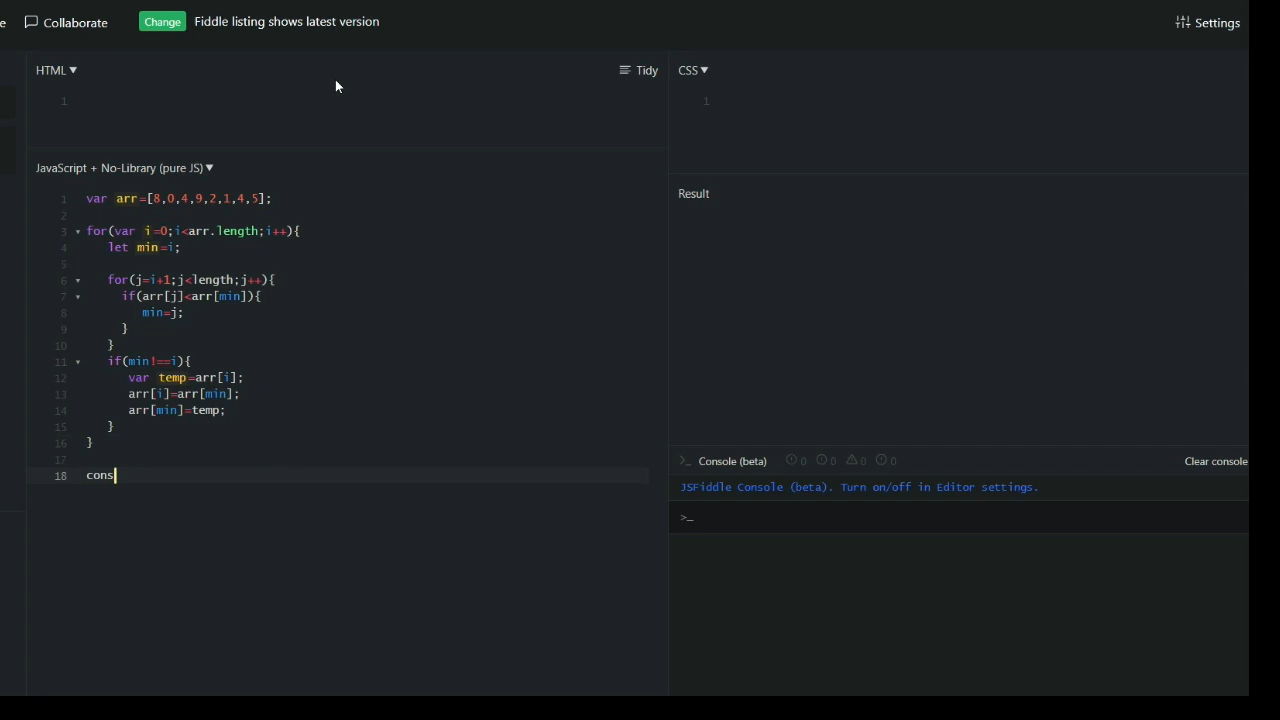 e Collaborate Change Fiddle listing shows latest version Settings
HTML▼ Tidy
1
JavaScript + No-Library (pure JS)▼
1 var arr=[8,0,4,9,2,1,4,5];
2
3 for(var i=0;i<arr.length;i++){
4 let min=i;
5
6 for(j=i+1;j<length;j++){
7 if(arr[j]<arr[min]){
8 min=j;
9 }
10 }
11 if(min!==i){
12 var temp=arr[i];
13 arr[i]=arr[min];
14 arr[min]=temp;
15 }
16 }
17
18 cons
CSS▼
1
Result
>_ Console (beta) 0 0 0 0 Clear console
JSFiddle Console (beta). Turn on/off in Editor settings.
>_